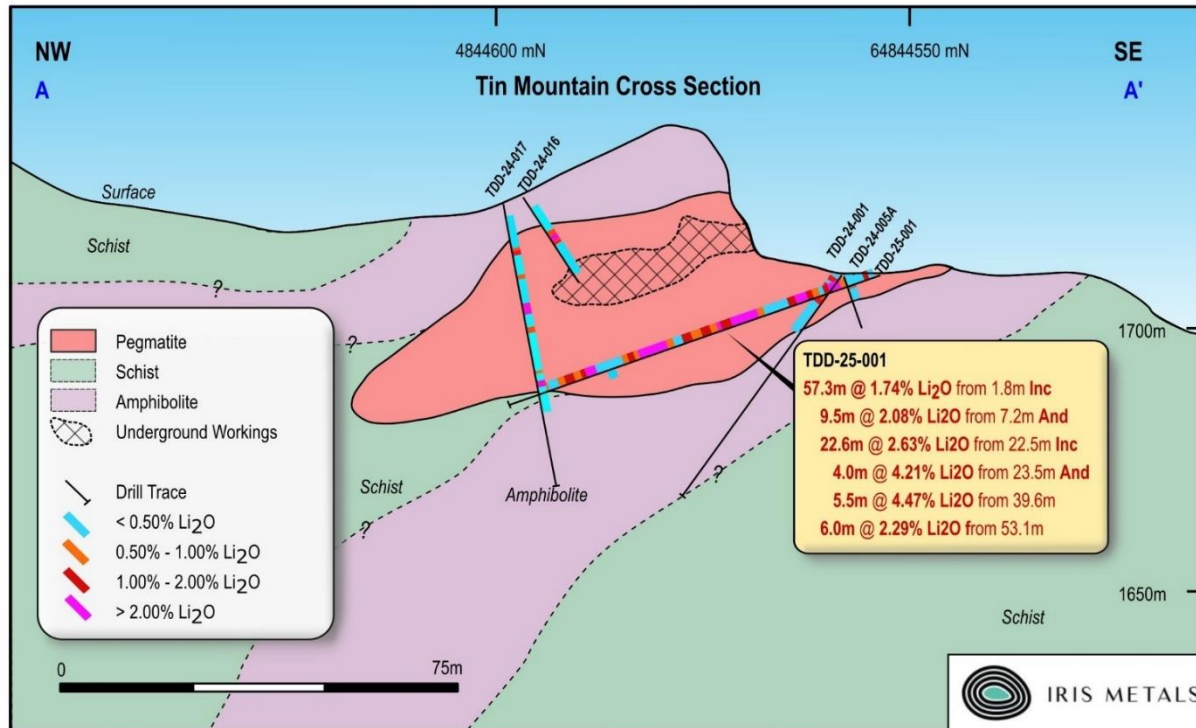 NW
4844600 mN
64844550 mN
SE
A
Tin Mountain Cross Section
A'
TDD-24-017
TDD-24-016
Surface
Schist
TDD-24-001
TDD-24-005A
TDD-25-001
?
?
1700m
Pegmatite
Schist
Amphibolite
Underground Workings
Drill Trace
< 0.50% Li2O
0.50% - 1.00% Li2O
1.00% - 2.00% Li2O
> 2.00% Li2O
TDD-25-001
57.3m @ 1.74% Li2O from 1.8m Inc
9.5m @ 2.08% Li2O from 7.2m And
22.6m @ 2.63% Li2O from 22.5m Inc
4.0m @ 4.21% Li2O from 23.5m And
5.5m @ 4.47% Li2O from 39.6m
6.0m @ 2.29% Li2O from 53.1m
Schist
Amphibolite
?
?
1650m
Schist
0
75m
IRIS METALS